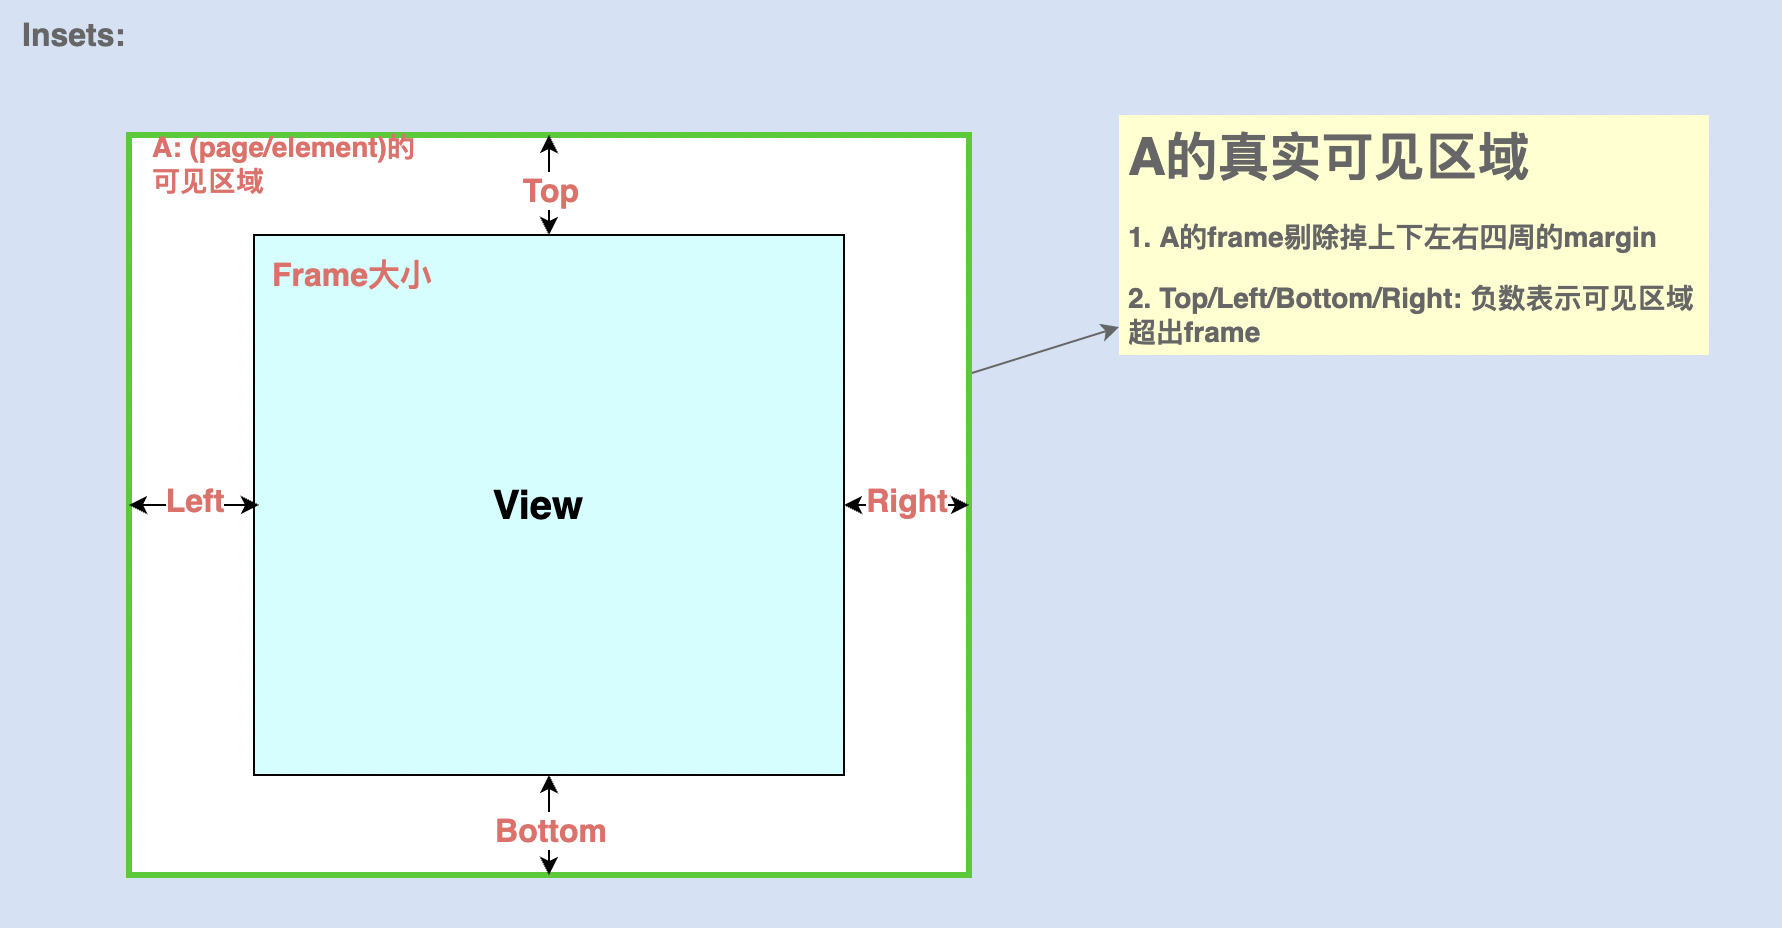 Insets:
A: (page/element)的
可见区域
Top
Frame大小
Left
View
Right
Bottom
A的真实可见区域
1. A的frame剔除掉上下左右四周的margin
2. Top/Left/Bottom/Right: 负数表示可见区域
超出frame